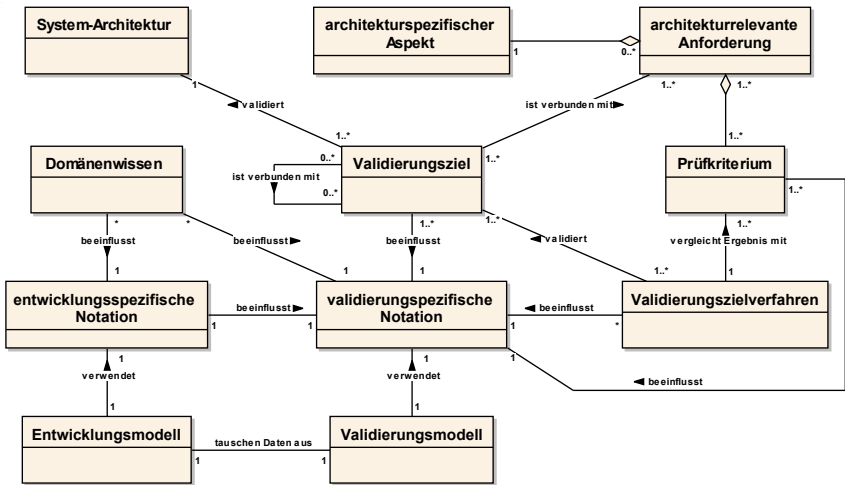 System-Architektur
architekturspezifischer
Aspekt
architekturrelevante
Anforderung
1
0..*
1
validiert
1..*
ist verbunden mit
1..*
1..*
1..*
1..*
Domänenwissen
Validierungsziel
Prüfkriterium
0..*
ist verbunden mit
0..*
1..*
*
*
1..*
1..*
1..*
beeinflusst
beeinflusst
beeinflusst
validiert
vergleicht Ergebnis mit
1
1
1
1..*
1
entwicklungsspezifische
Notation
validierungspezifische
Notation
Validierungszielverfahren
beeinflusst
beeinflusst
1
1
1
*
1
1
1
verwendet
verwendet
beeinflusst
1
1
Entwicklungsmodell
Validierungsmodell
tauschen Daten aus
1
1